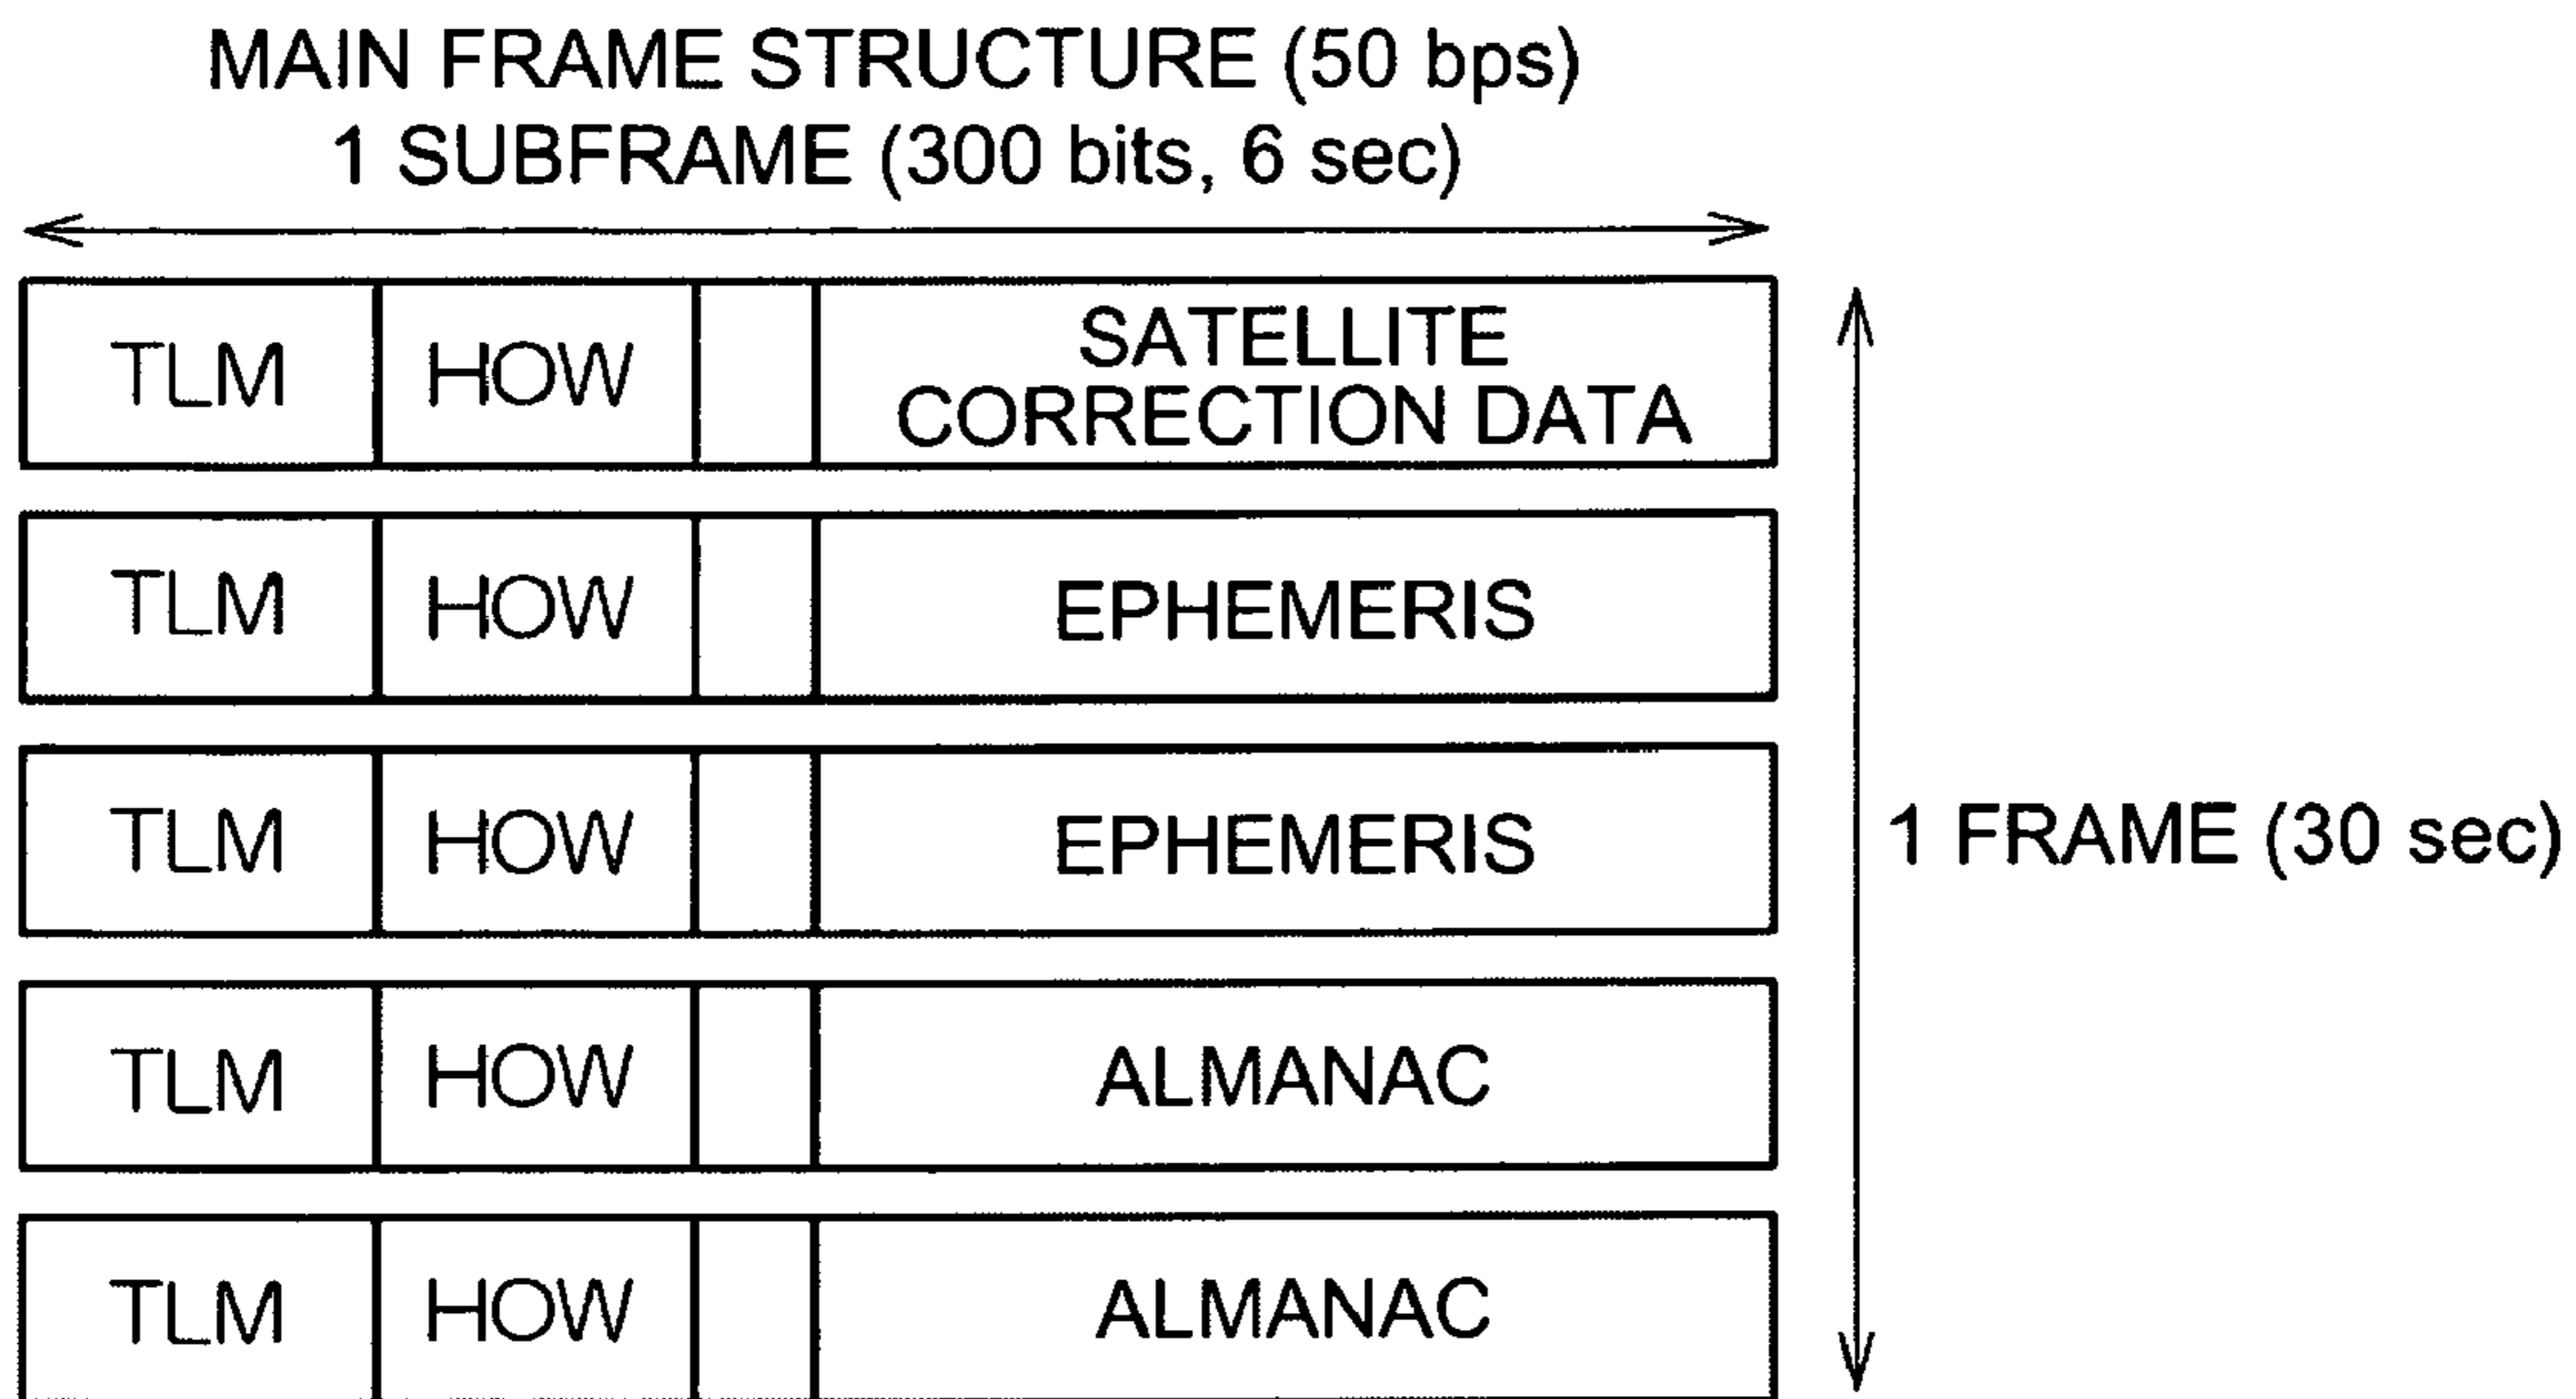 MAIN FRAME STRUCTURE (50 bps)
1 SUBFRAME (300 bits, 6 sec)
TLM HOW SATELLITE CORRECTION DATA
TLM HOW EPHEMERIS
TLM HOW EPHEMERIS
1 FRAME (30 sec)
TLM HOW ALMANAC
TLM HOW ALMANAC